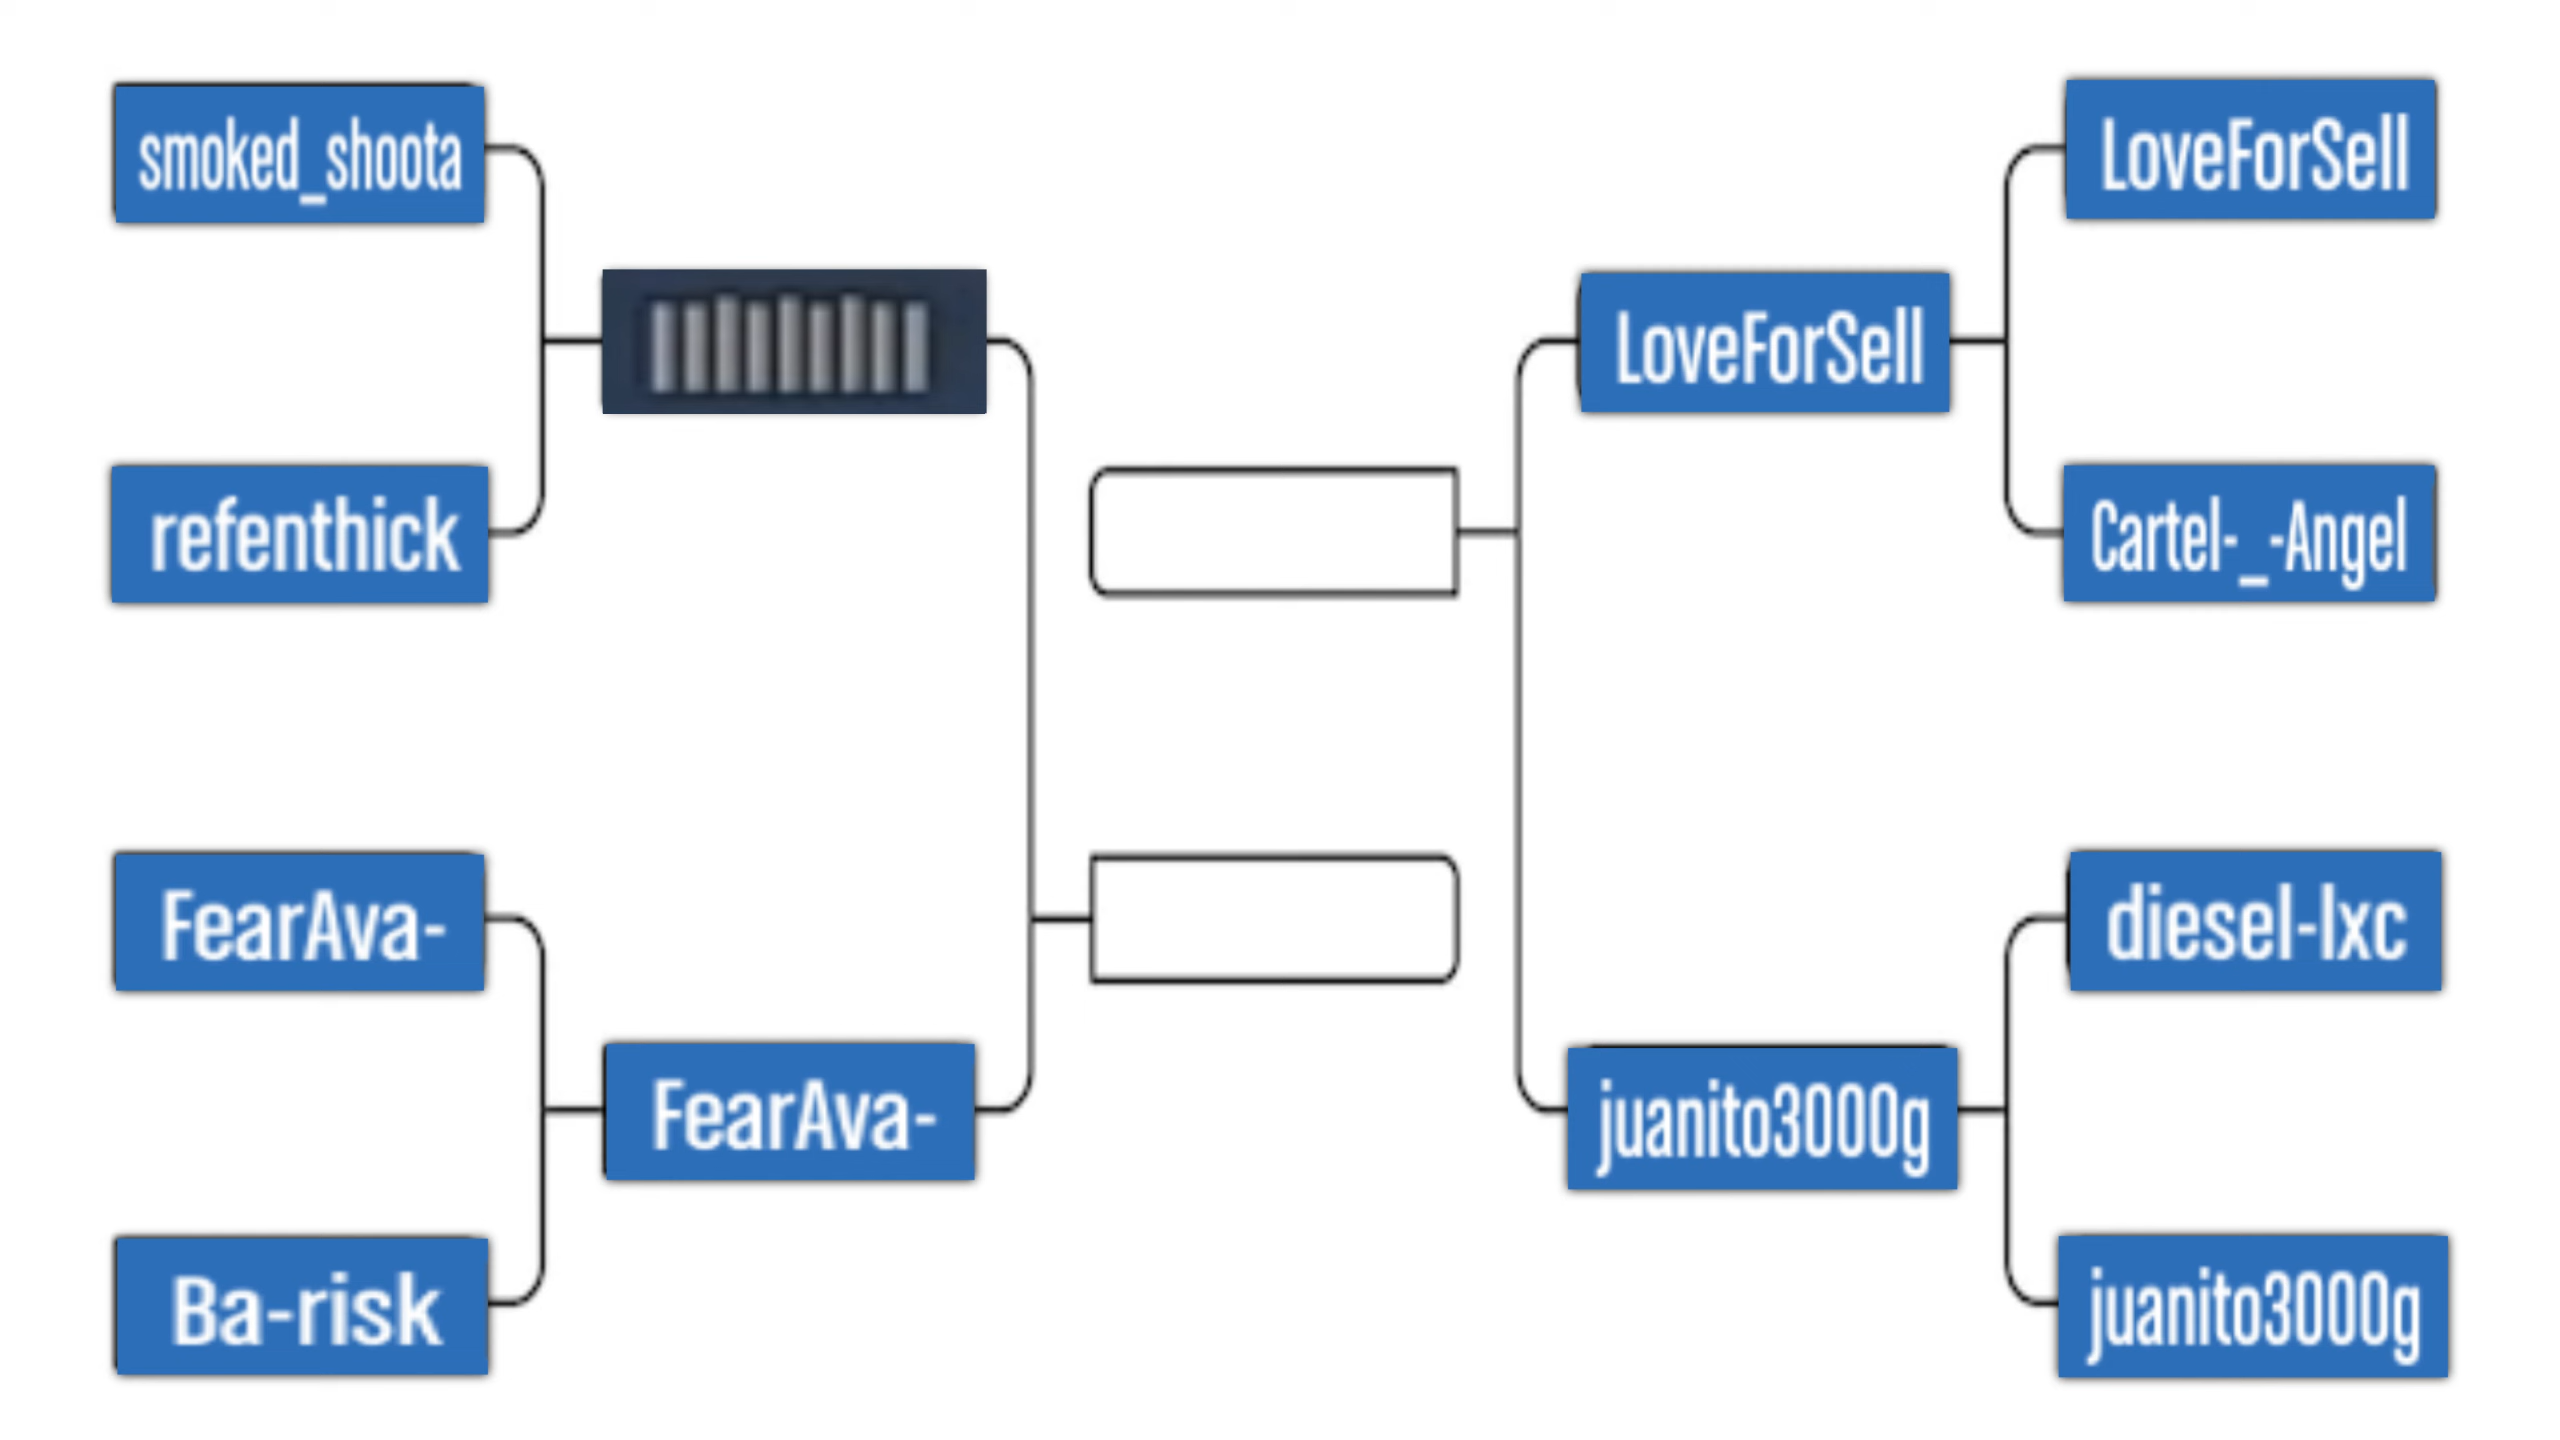 smoked_shoota
LoveForSell
LoveForSell
refenthick
Cartel-_-Angel
FearAva-
diesel-lxc
FearAva-
juanito3000g
Ba-risk
juanito3000g